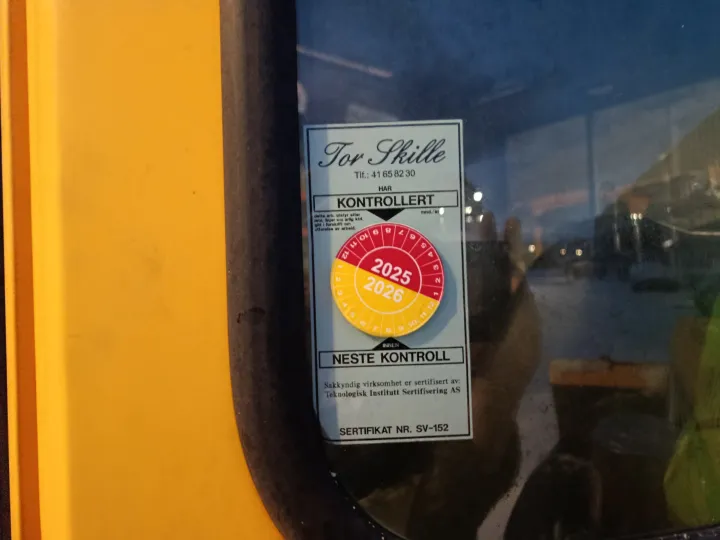 Tor Skille
Tlf.: 41 65 82 30
HAR
KONTROLLERT
2025
2026
INNEN
NESTE KONTROLL
Sakkyndig virksomhet er sertifisert av:
Teknologisk Institutt Sertifisering AS
SERTIFIKAT NR. SV-152